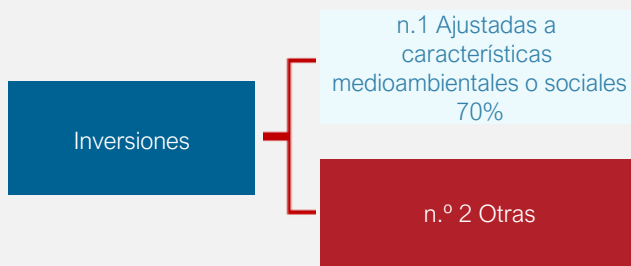 n.1 Ajustadas a
características
medioambientales o sociales
70%
Inversiones
n.º 2 Otras